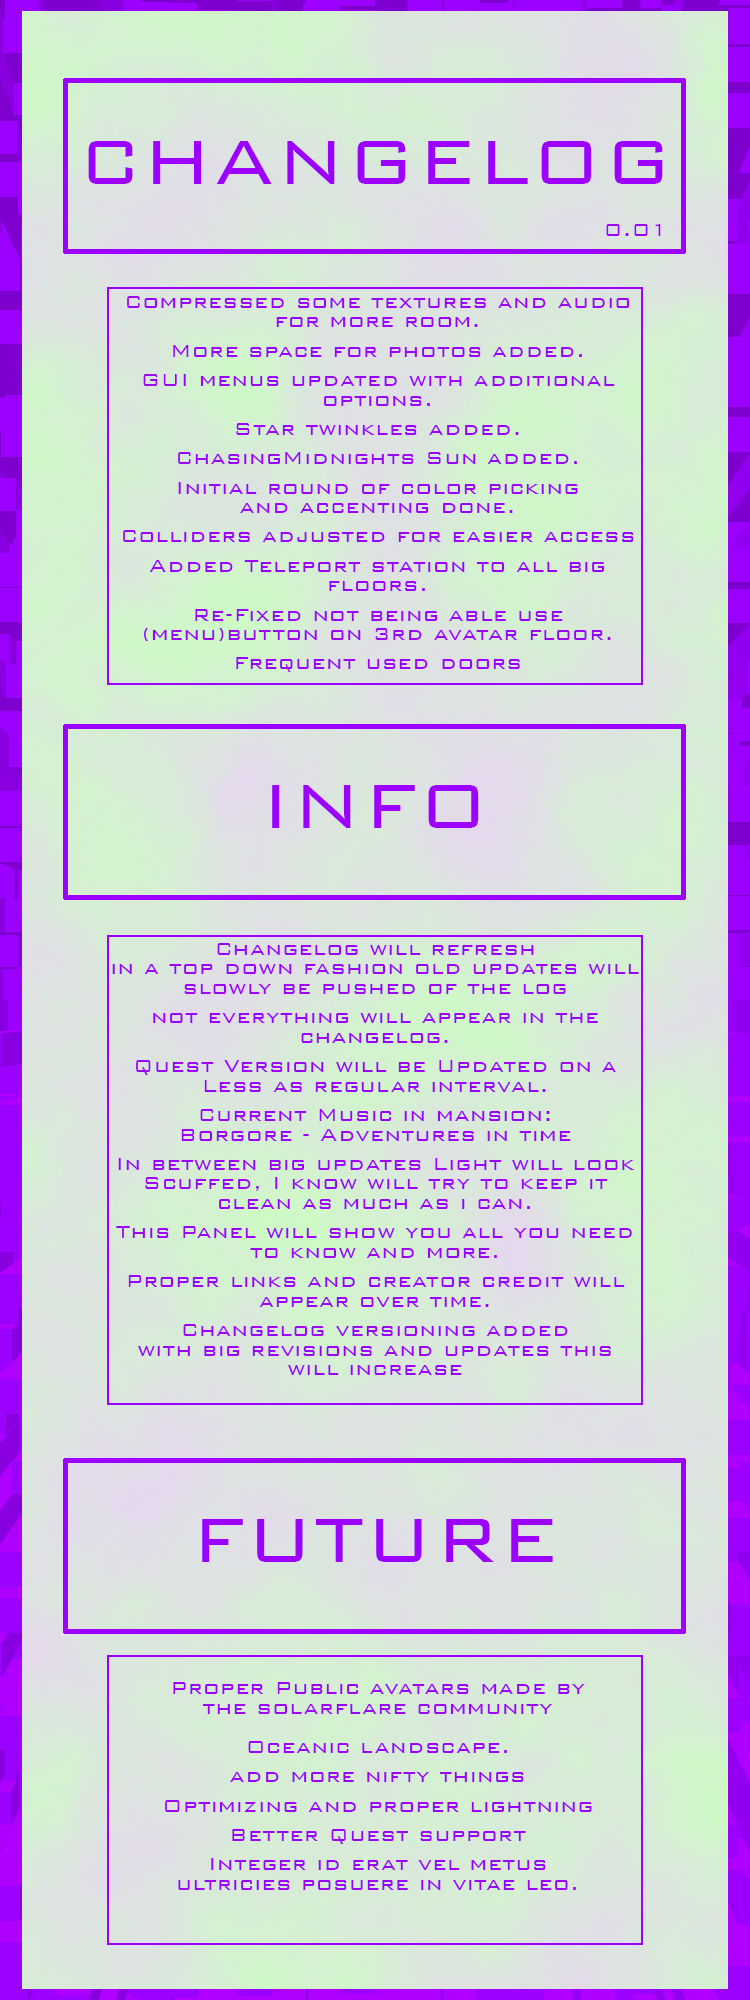 CHANGELOG
0.01
Compressed some textures and audio
for more room.
More space for photos added.
GUI menus updated with additional
options.
Star twinkles added.
ChasingMidnights Sun added.
Initial round of color picking
and accenting done.
Colliders adjusted for easier access
Added Teleport station to all big
floors.
Re-Fixed not being able use
(menu)button on 3rd avatar floor.
Frequent used doors
INFO
Changelog will refresh
in a top down fashion old updates will
slowly be pushed of the log
not everything will appear in the
changelog.
Quest Version will be Updated on a
Less as regular interval.
Current Music in mansion:
Borgore - Adventures in time
In between big updates Light will look
Scuffed, I know will try to keep it
clean as much as i can.
This Panel will show you all you need
to know and more.
Proper links and creator credit will
appear over time.
Changelog versioning added
with big revisions and updates this
will increase
FUTURE
Proper Public avatars made by
the solarflare community
Oceanic landscape.
add more nifty things
Optimizing and proper lightning
Better Quest support
Integer id erat vel metus
ultricies posuere in vitae leo.